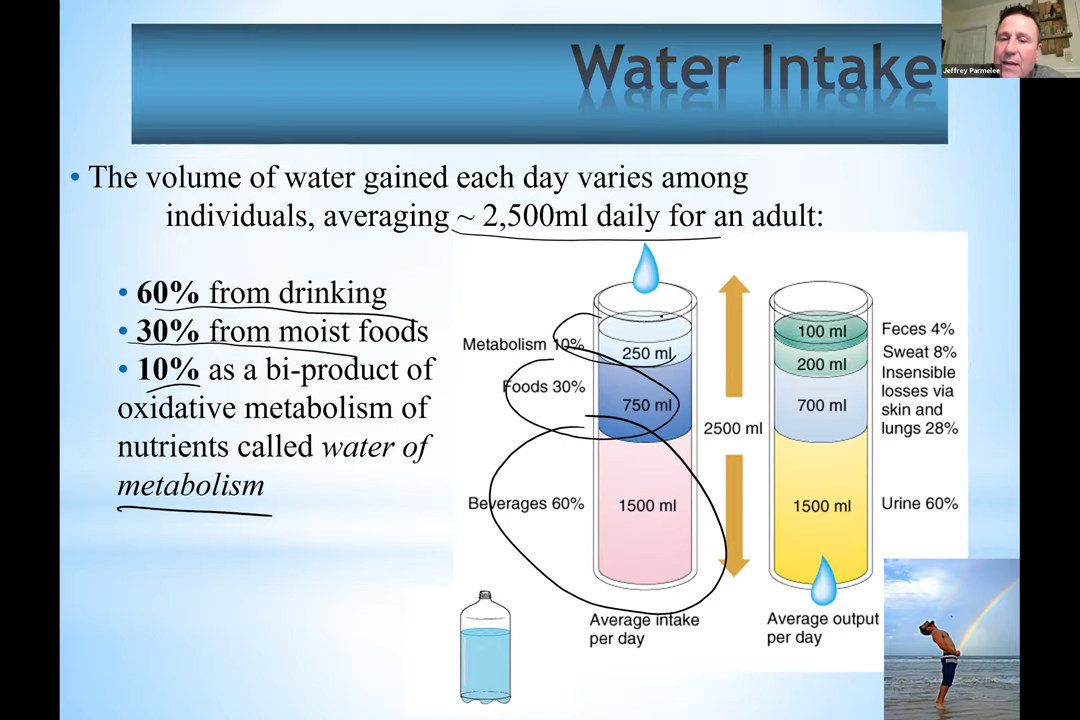 Water Intake
Jeffrey Parmelee
• The volume of water gained each day varies among
individuals, averaging ~ 2,500ml daily for an adult:
• 60% from drinking
• 30% from moist foods
• 10% as a bi-product of
oxidative metabolism of
nutrients called water of
metabolism
Metabolism 10%
250 ml
Foods 30%
750 ml
Beverages 60%
1500 ml
Average intake
per day
2500 ml
100 ml
Feces 4%
200 ml
Sweat 8%
700 ml
Insensible
losses via
skin and
lungs 28%
1500 ml
Urine 60%
Average output
per day